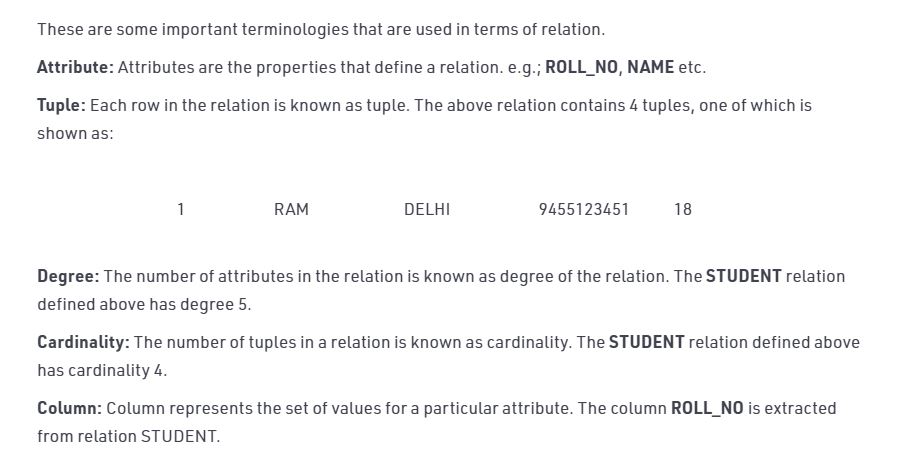 These are some important terminologies that are used in terms of relation.
Attribute: Attributes are the properties that define a relation. e.g.; ROLL_NO, NAME etc.
Tuple: Each row in the relation is known as tuple. The above relation contains 4 tuples, one of which is
shown as:
1 RAM DELHI 9455123451 18
Degree: The number of attributes in the relation is known as degree of the relation. The STUDENT relation
defined above has degree 5.
Cardinality: The number of tuples in a relation is known as cardinality. The STUDENT relation defined above
has cardinality 4.
Column: Column represents the set of values for a particular attribute. The column ROLL_NO is extracted
from relation STUDENT.